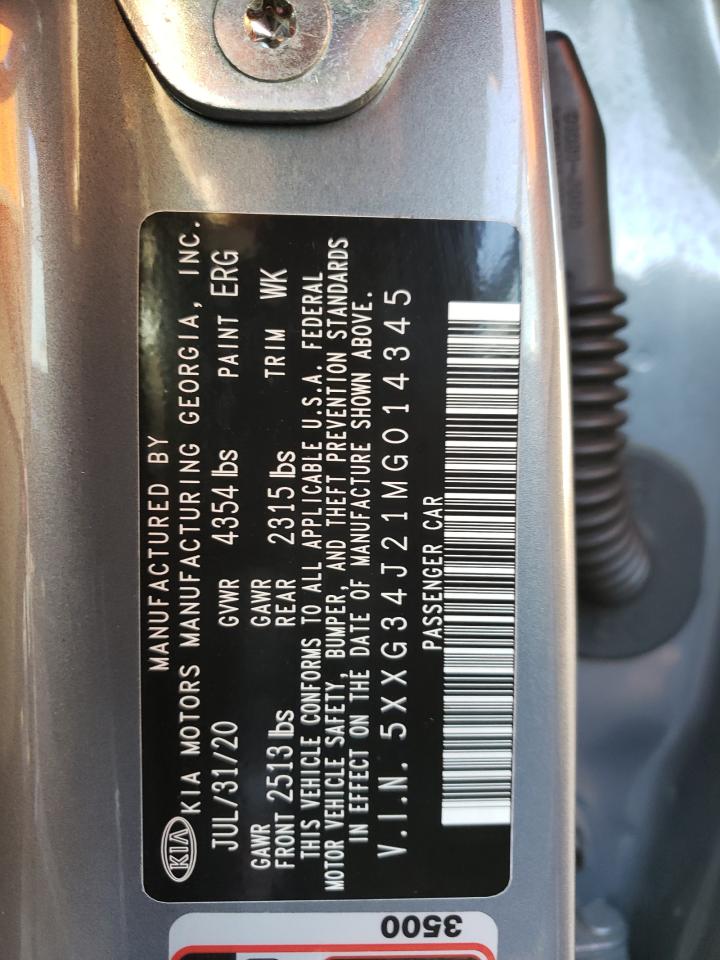 MANUFACTURED BY
KIA KIA MOTORS MANUFACTURING GEORGIA, INC.
JUL/31/20 GVWR 4354 lbs PAINT ERG
GAWR FRONT 2513 lbs GAWR REAR 2315 lbs TRIM WK
THIS VEHICLE CONFORMS TO ALL APPLICABLE U.S.A. FEDERAL
MOTOR VEHICLE SAFETY, BUMPER, AND THEFT PREVENTION STANDARDS
IN EFFECT ON THE DATE OF MANUFACTURE SHOWN ABOVE.
V.I.N. 5XXG34J21MG014345
PASSENGER CAR
3500